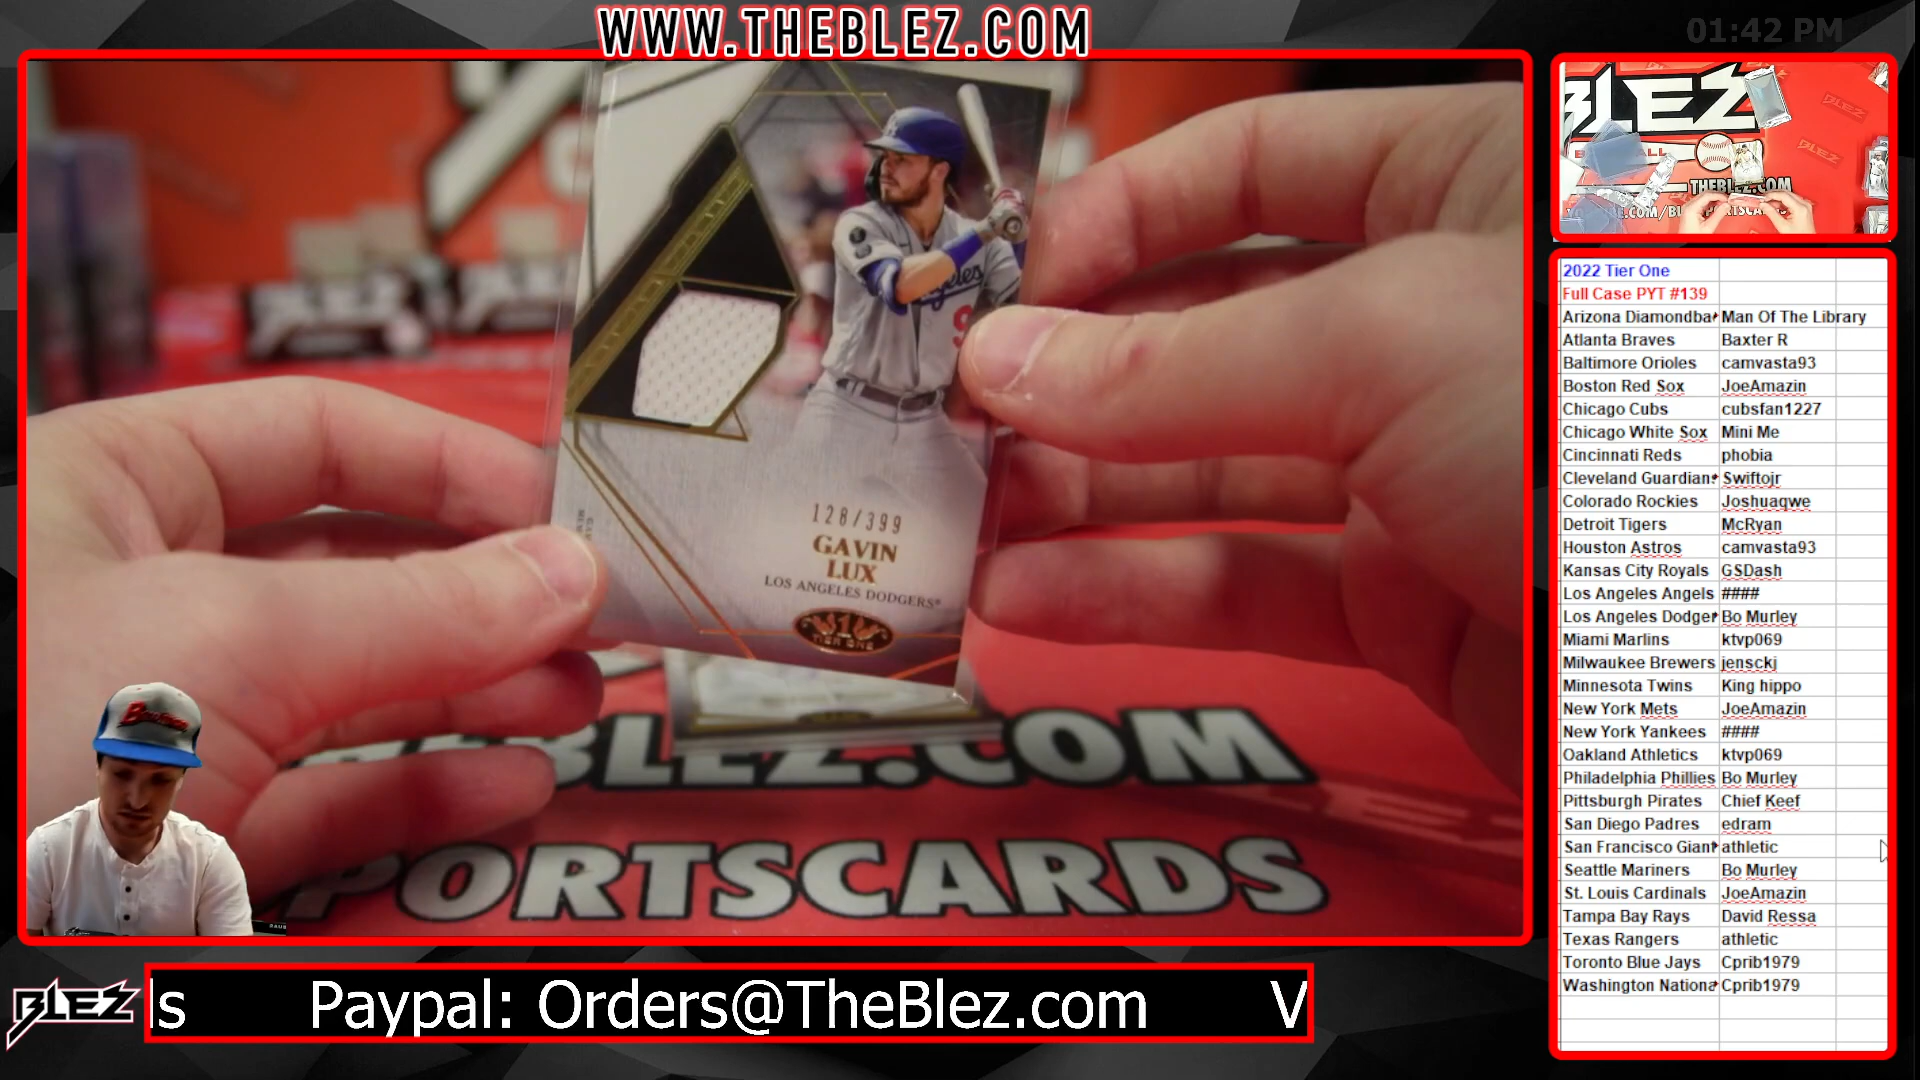 WWW.THEBLEZ.COM
01:42 PM
BLEZ
THEBLEZ.COM
2022 Tier One
Full Case PYT #139
Arizona Diamondba Man Of The Library
Atlanta Braves Baxter R
Baltimore Orioles camvasta93
Boston Red Sox JoeAmazin
Chicago Cubs cubsfan1227
Chicago White Sox Mini Me
Cincinnati Reds phobia
Cleveland Guardian Swiftojr
Colorado Rockies Joshuaqwe
Detroit Tigers McRyan
Houston Astros camvasta93
Kansas City Royals GSDash
Los Angeles Angels ####
Los Angeles Dodger Bo Murley
Miami Marlins ktvp069
Milwaukee Brewers jensckj
Minnesota Twins King hippo
New York Mets JoeAmazin
New York Yankees ####
Oakland Athletics ktvp069
Philadelphia Phillies Bo Murley
Pittsburgh Pirates Chief Keef
San Diego Padres edram
San Francisco Giant athletic
Seattle Mariners Bo Murley
St. Louis Cardinals JoeAmazin
Tampa Bay Rays David Ressa
Texas Rangers athletic
Toronto Blue Jays Cprib1979
Washington Nationa Cprib1979
128/399
GAVIN
LUX
LOS ANGELES DODGERS
TIER ONE
BLEZ.COM
PORTSCARDS
BLEZ
ls Paypal: Orders@TheBlez.com V